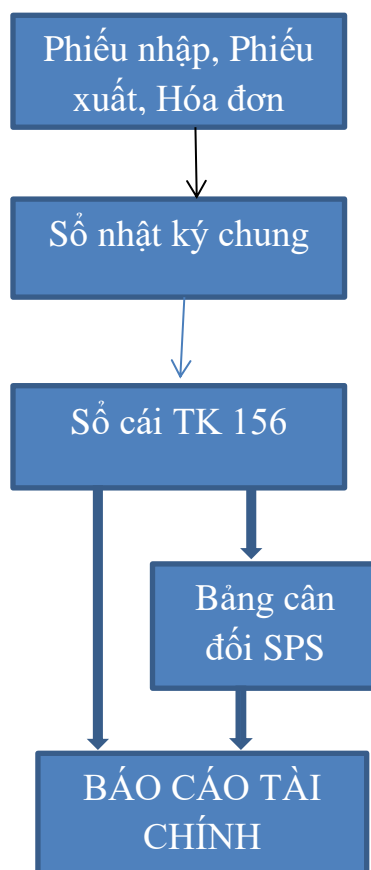 Phiếu nhập, Phiếu
xuất, Hóa đơn
Sổ nhật ký chung
Sổ cái TK 156
Bảng cân
đối SPS
BÁO CÁO TÀI
CHÍNH